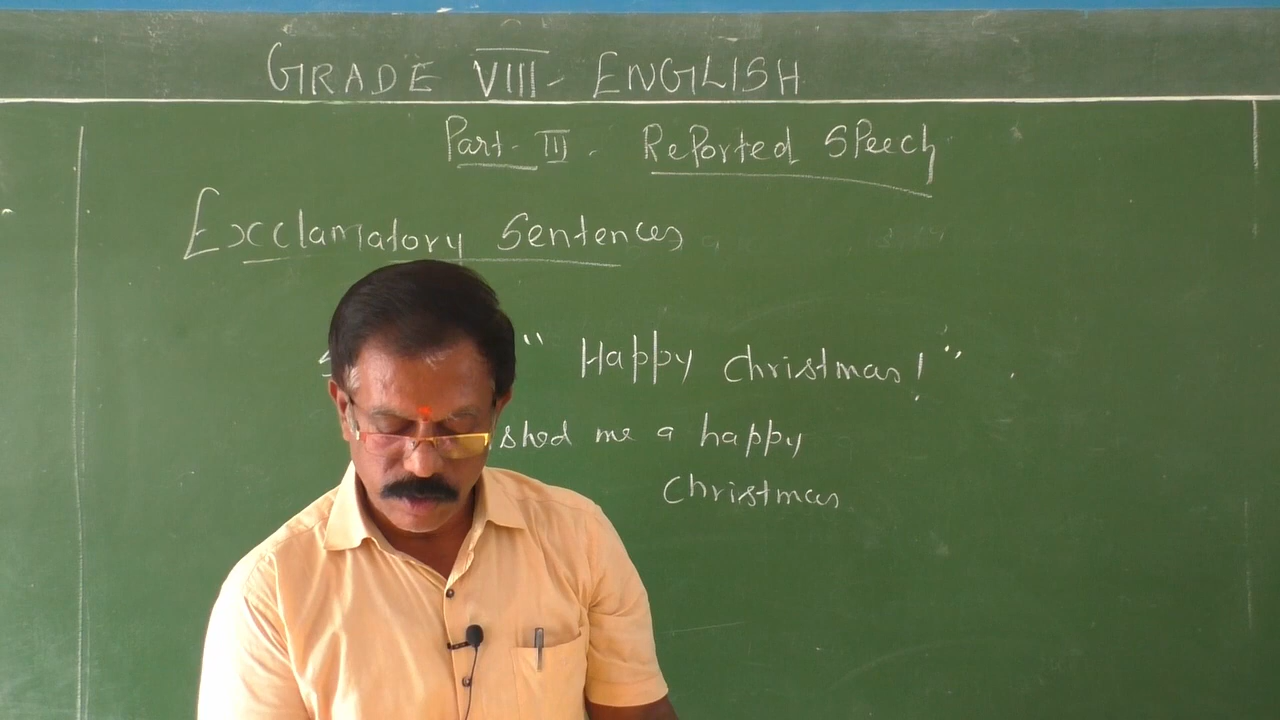 GRADE VIII - ENGLISH
Part - III - Reported Speech
Exclamatory Sentences
" Happy Christmas! "
shed me a happy
Christmas